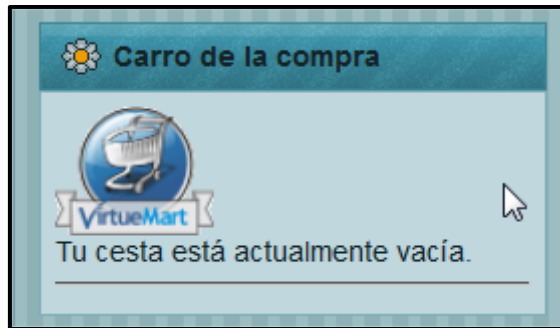 Carro de la compra
VirtueMart
Tu cesta está actualmente vacía.